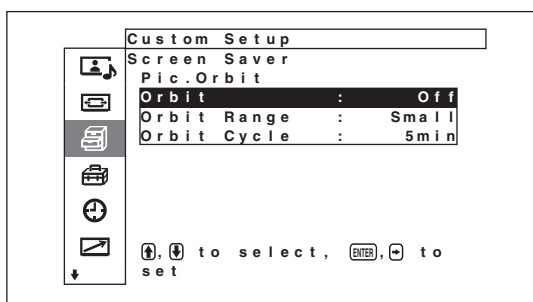 Custom Setup
Screen Saver
Pic.Orbit
Orbit : Off
Orbit Range : Small
Orbit Cycle : 5min
↑, ↓ to select, ENTER, → to
set